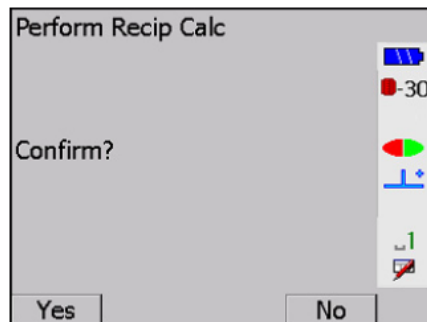 Perform Recip Calc
-30
Confirm?
1
Yes No